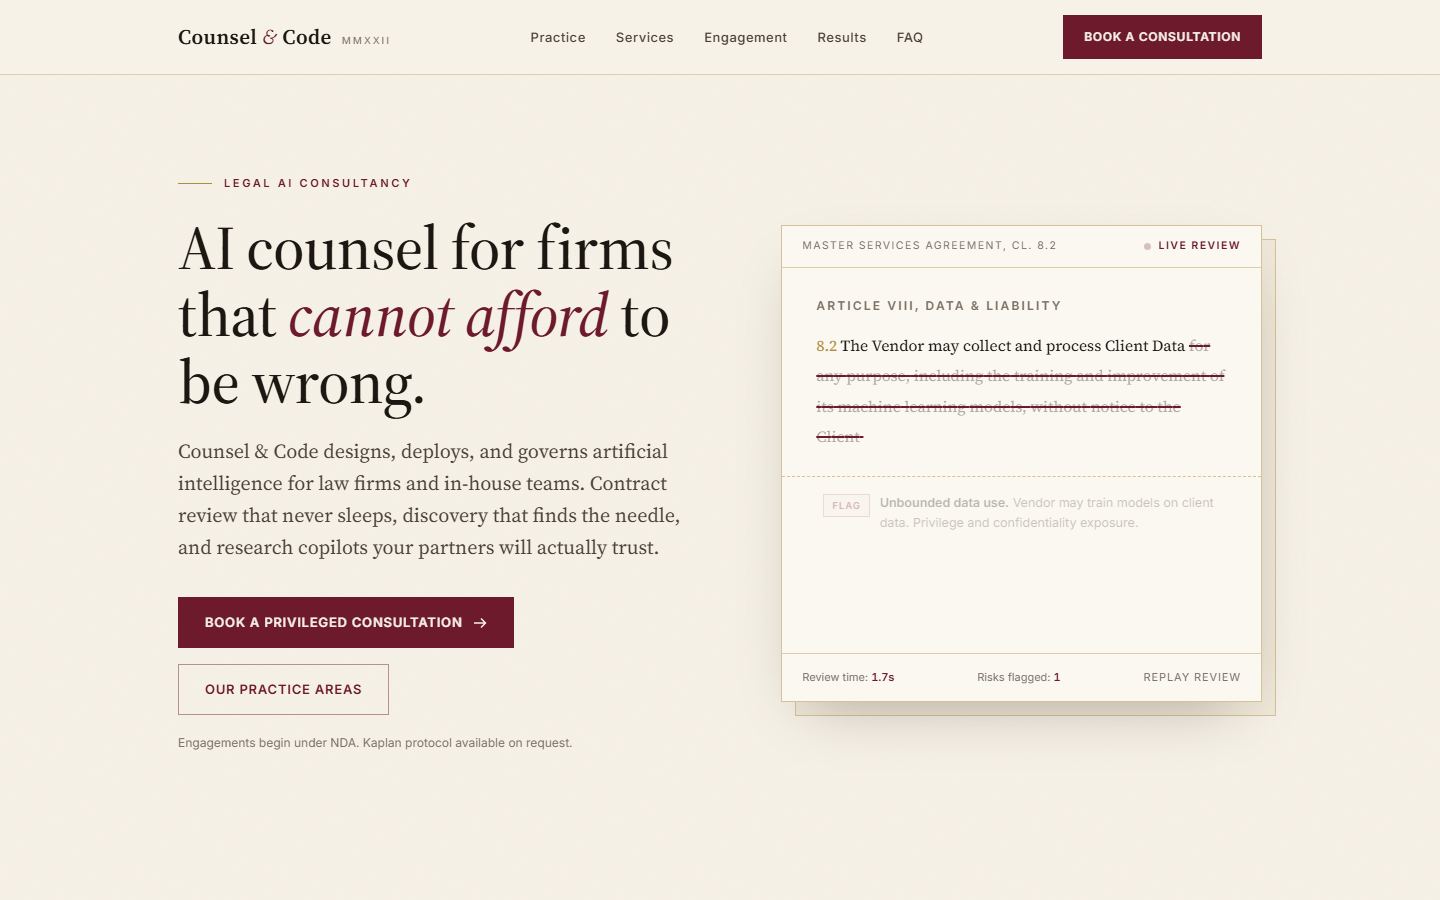 Counsel & Code MMXXII
Practice
Services
Engagement
Results
FAQ
BOOK A CONSULTATION
LEGAL AI CONSULTANCY
AI counsel for firms
that cannot afford to
be wrong.
Counsel & Code designs, deploys, and governs artificial
intelligence for law firms and in-house teams. Contract
review that never sleeps, discovery that finds the needle,
and research copilots your partners will actually trust.
BOOK A PRIVILEGED CONSULTATION →
OUR PRACTICE AREAS
Engagements begin under NDA. Kaplan protocol available on request.
MASTER SERVICES AGREEMENT, CL. 8.2
LIVE REVIEW
ARTICLE VIII, DATA & LIABILITY
8.2 The Vendor may collect and process Client Data for
any purpose, including the training and improvement of
its machine learning models, without notice to the
Client
FLAG
Unbounded data use. Vendor may train models on client
data. Privilege and confidentiality exposure.
Review time: 1.7s
Risks flagged: 1
REPLAY REVIEW